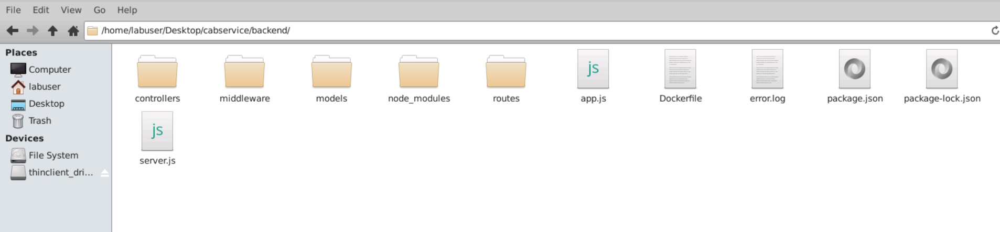 File Edit View Go Help
/home/labuser/Desktop/cabservice/backend/
Places
Computer
labuser
Desktop
Trash
Devices
File System
thinclient_dri...
controllers middleware models node_modules routes app.js Dockerfile error.log package.json package-lock.json
js
server.js
js